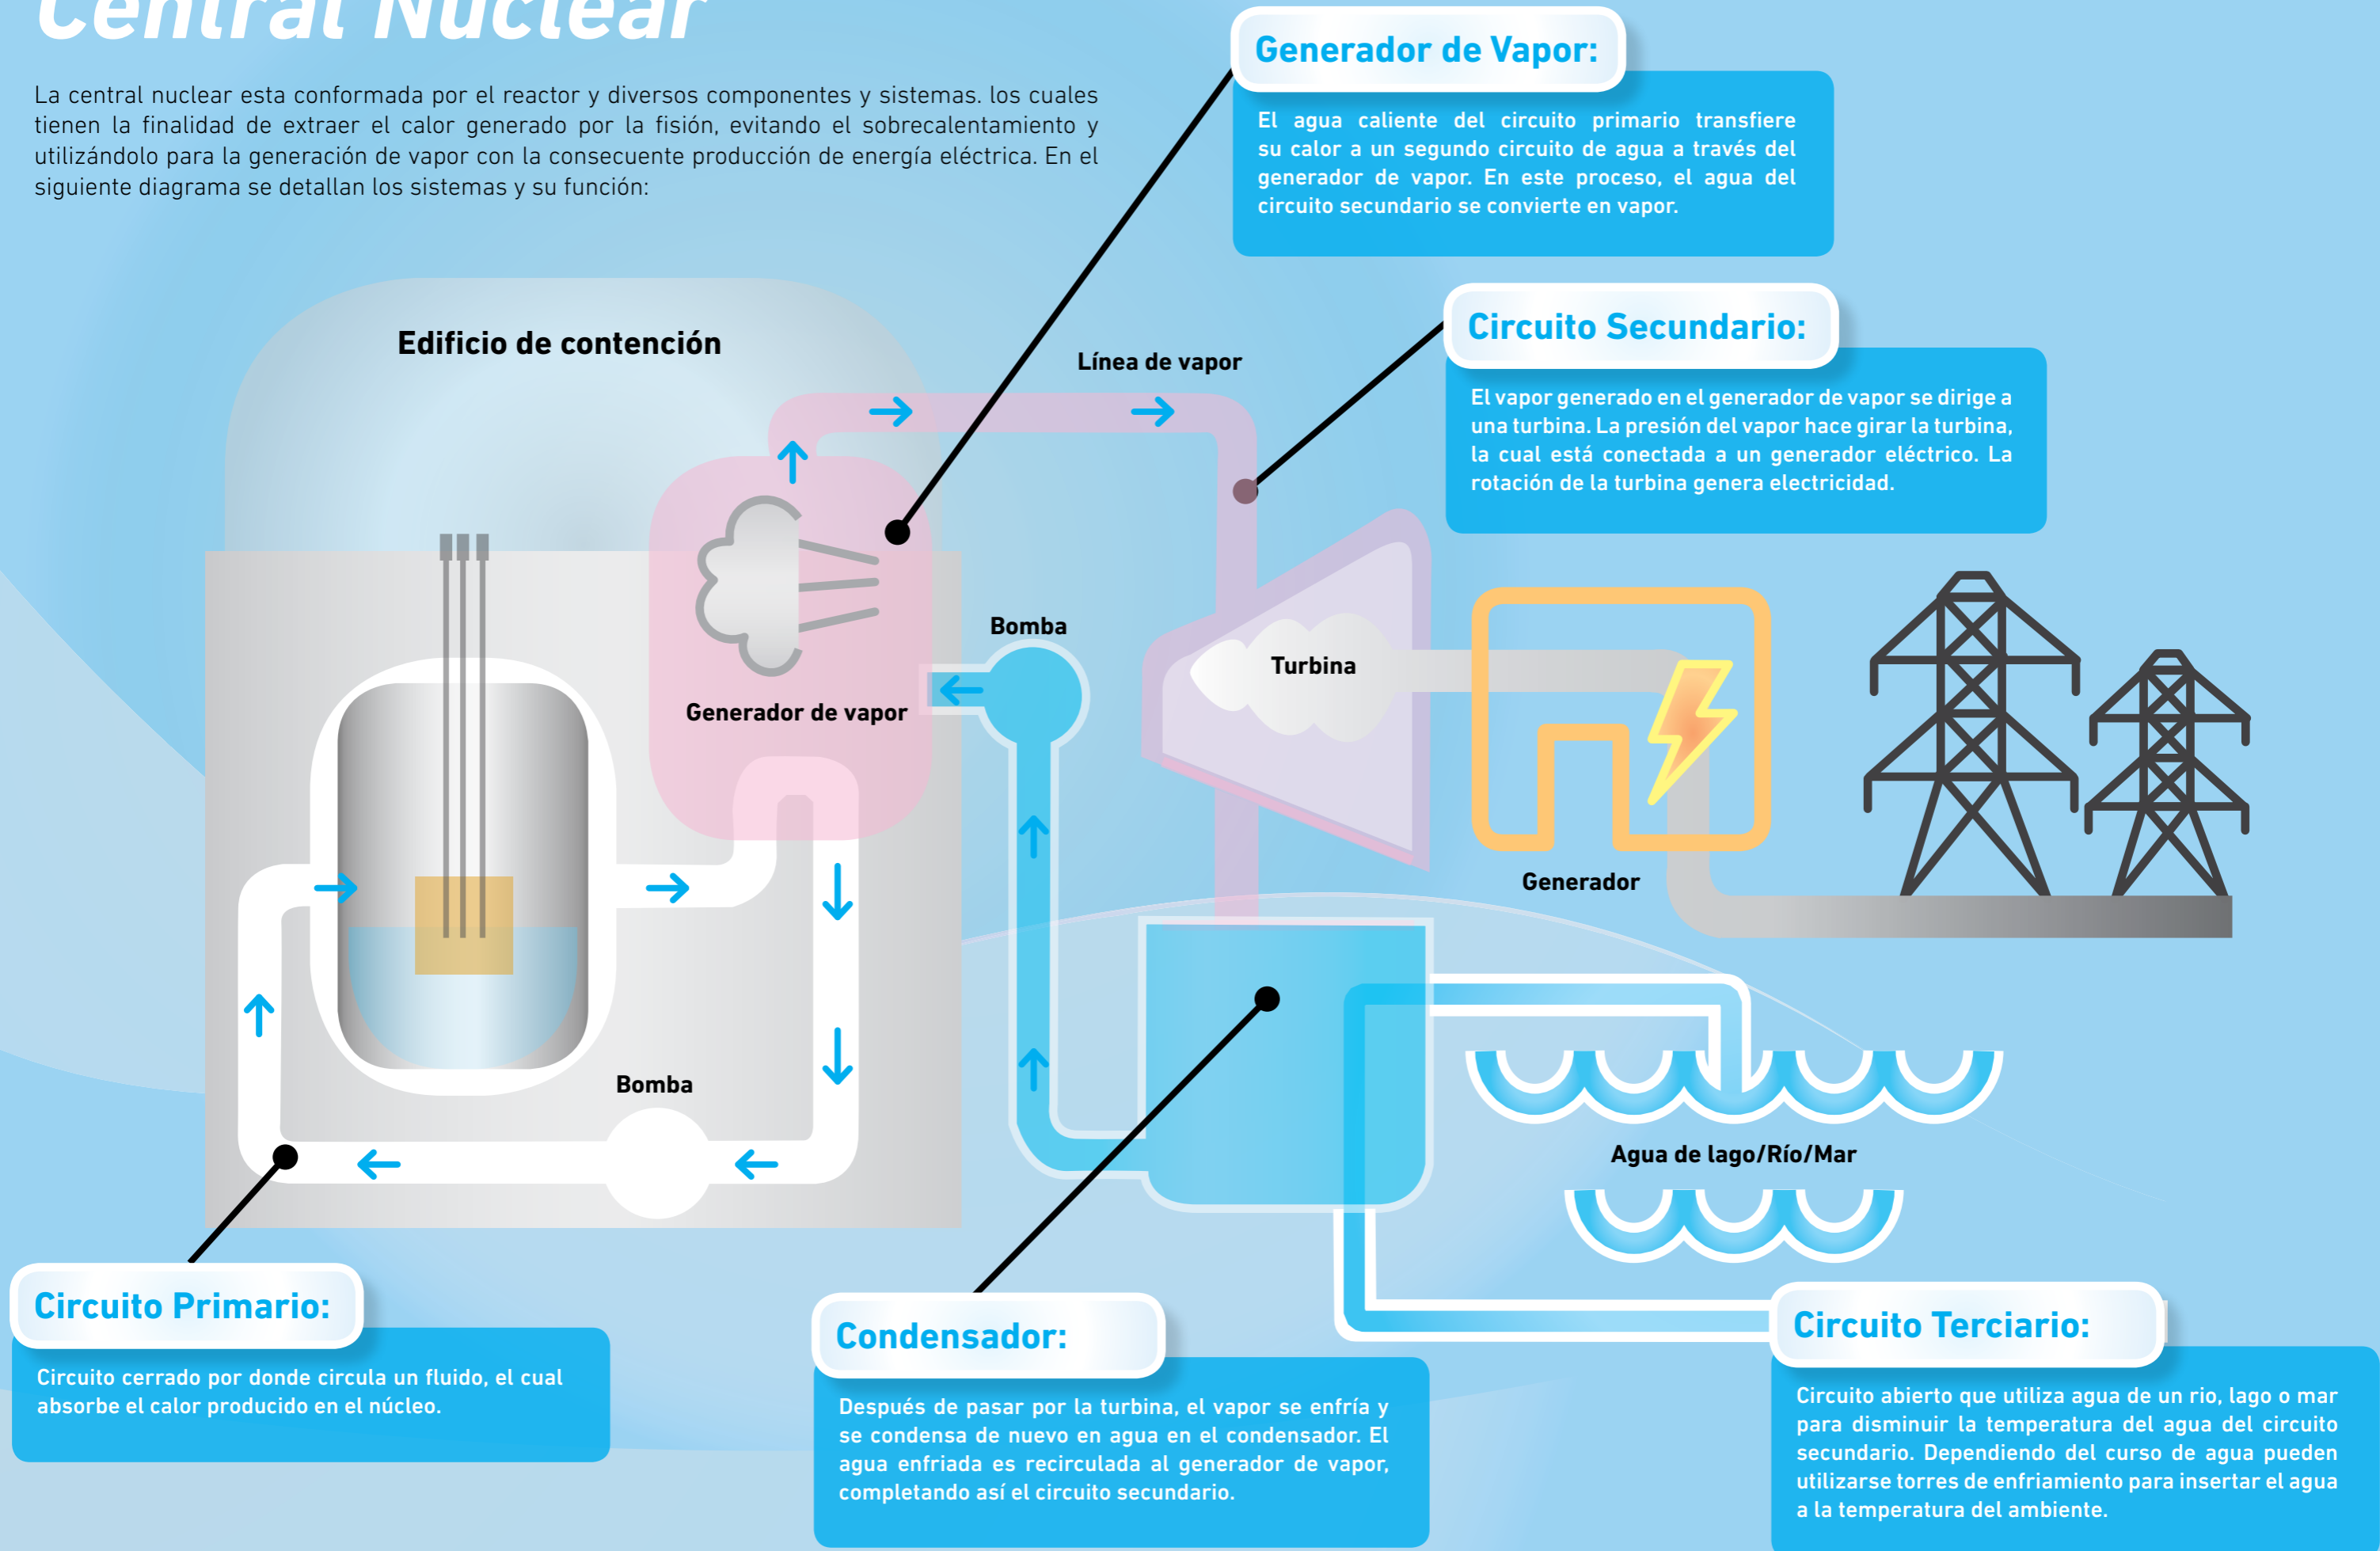 Central Nuclear
La central nuclear esta conformada por el reactor y diversos componentes y sistemas. los cuales
tienen la finalidad de extraer el calor generado por la fisión, evitando el sobrecalentamiento y
utilizándolo para la generación de vapor con la consecuente producción de energía eléctrica. En el
siguiente diagrama se detallan los sistemas y su función:
Generador de Vapor:
El agua caliente del circuito primario transfiere
su calor a un segundo circuito de agua a través del
generador de vapor. En este proceso, el agua del
circuito secundario se convierte en vapor.
Circuito Secundario:
El vapor generado en el generador de vapor se dirige a
una turbina. La presión del vapor hace girar la turbina,
la cual está conectada a un generador eléctrico. La
rotación de la turbina genera electricidad.
Edificio de contención
Línea de vapor
Bomba
Turbina
Generador de vapor
Generador
Bomba
Agua de lago/Río/Mar
Circuito Primario:
Circuito cerrado por donde circula un fluido, el cual
absorbe el calor producido en el núcleo.
Condensador:
Después de pasar por la turbina, el vapor se enfría y
se condensa de nuevo en agua en el condensador. El
agua enfriada es recirculada al generador de vapor,
completando así el circuito secundario.
Circuito Terciario:
Circuito abierto que utiliza agua de un rio, lago o mar
para disminuir la temperatura del agua del circuito
secundario. Dependiendo del curso de agua pueden
utilizarse torres de enfriamiento para insertar el agua
a la temperatura del ambiente.